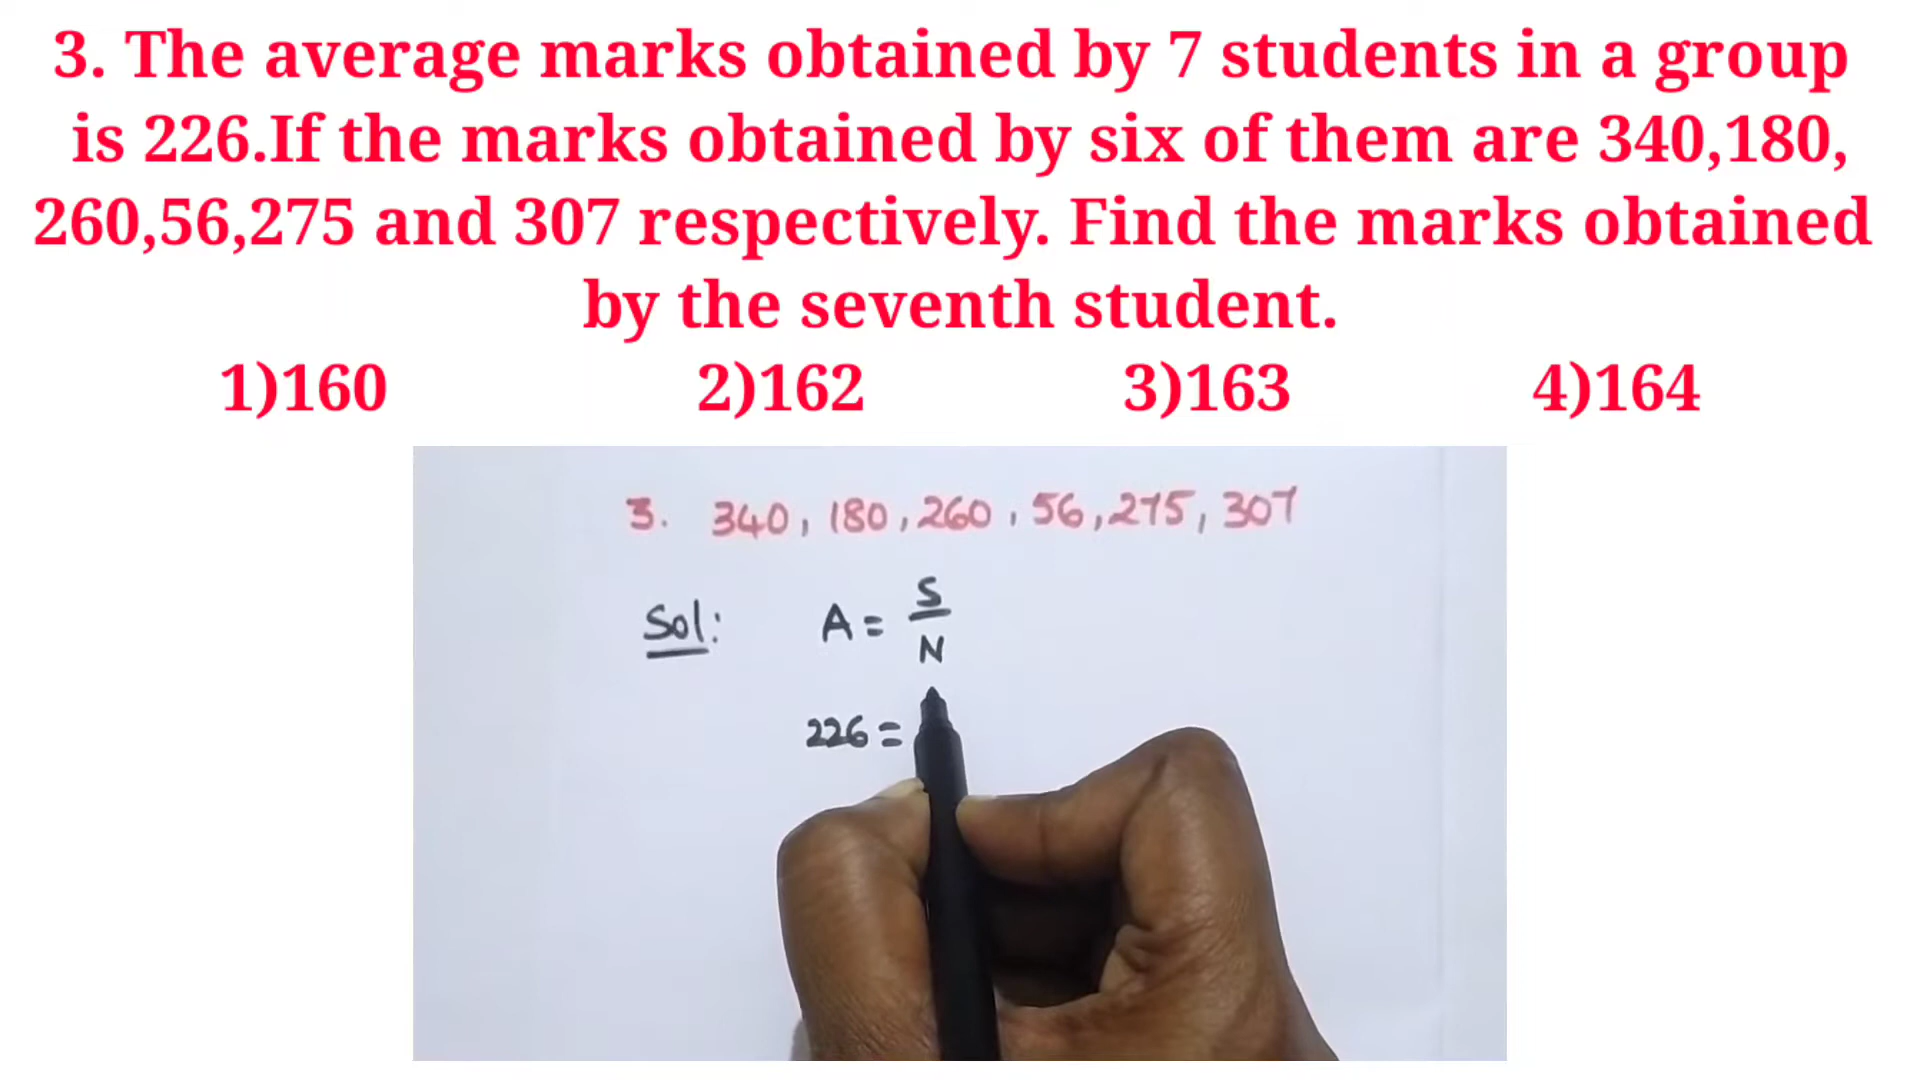 3. The average marks obtained by 7 students in a group
is 226.If the marks obtained by six of them are 340,180,
260,56,275 and 307 respectively. Find the marks obtained
by the seventh student.
1)160 2)162 3)163 4)164
3. 340, 180, 260, 56, 275, 307
Sol: A = S
N
226 =